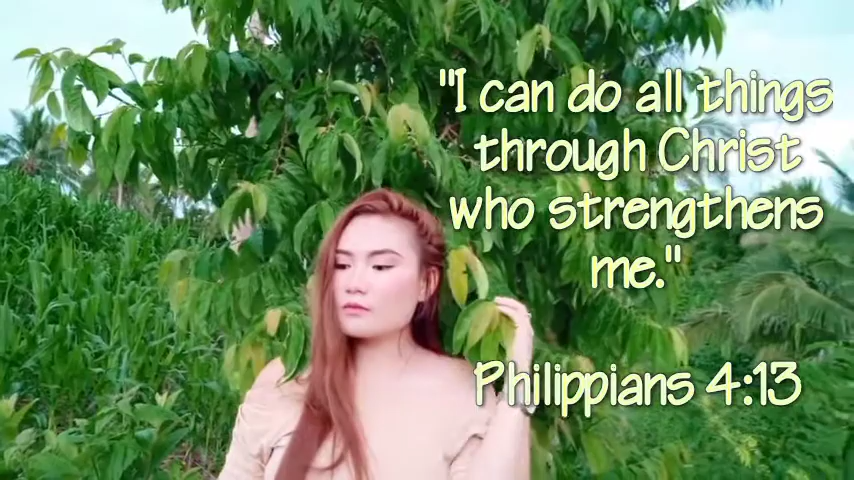 "I can do all things
through Christ
who strengthens
me."
Philippians 4:13